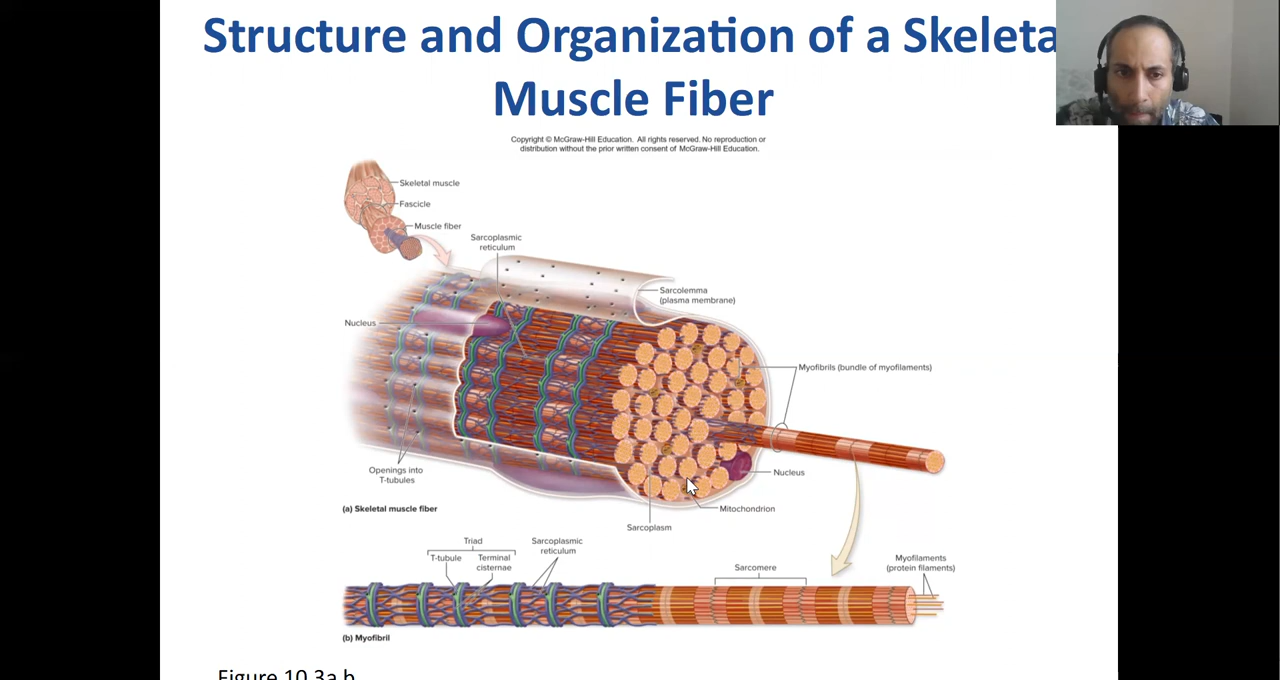 Structure and Organization of a Skeleta
Muscle Fiber
Copyright © McGraw-Hill Education. All rights reserved. No reproduction or
distribution without the prior written consent of McGraw-Hill Education.
Skeletal muscle
Fascicle
Muscle fiber
Sarcoplasmic
reticulum
Sarcolemma
(plasma membrane)
Nucleus
Myofibrils (bundle of myofilaments)
Openings into
T-tubules
Nucleus
(a) Skeletal muscle fiber
Mitochondrion
Sarcoplasm
Triad
T-tubule
Terminal
cisternae
Sarcoplasmic
reticulum
Sarcomere
Myofilaments
(protein filaments)
(b) Myofibril
Figure 10.3a,b